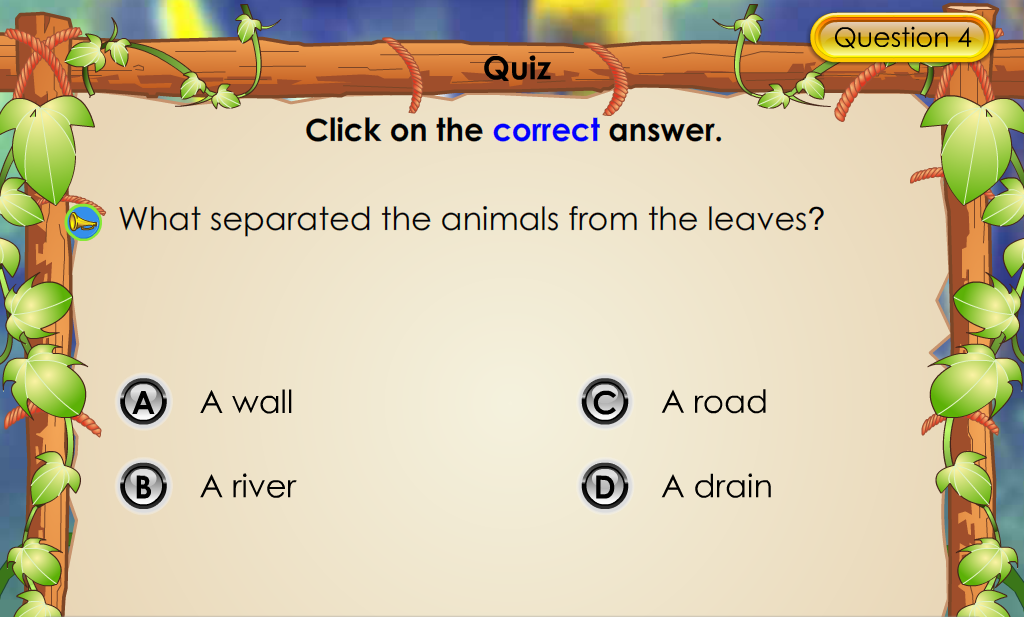 Question 4
Quiz
Click on the correct answer.
What separated the animals from the leaves?
A A wall
B A river
C A road
D A drain